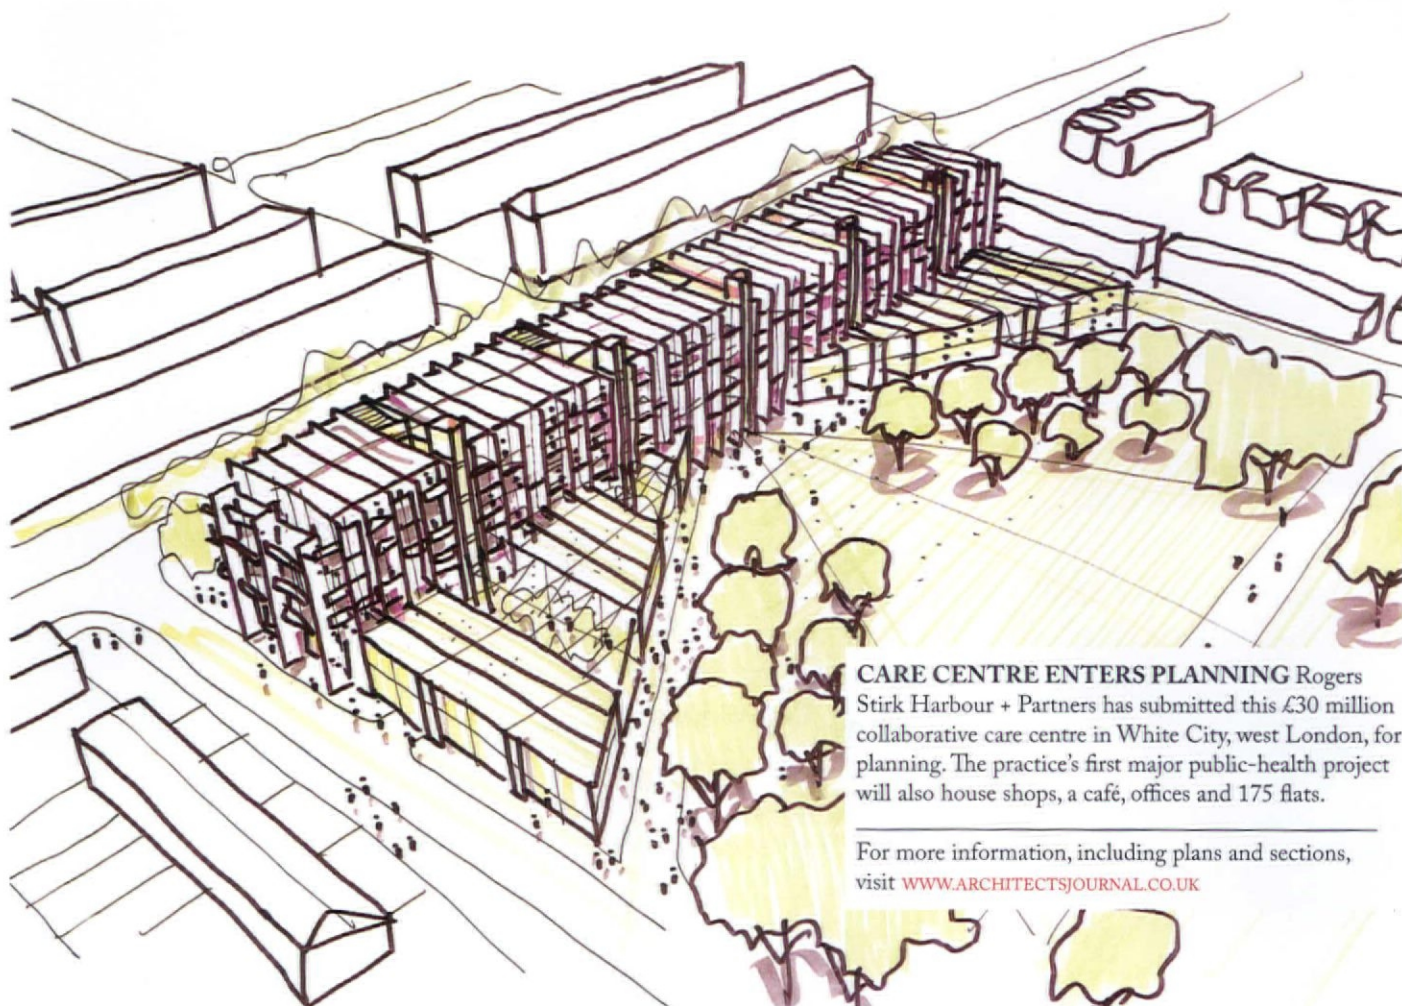 CARE CENTRE ENTERS PLANNING Rogers
Stirk Harbour + Partners has submitted this £30 million
collaborative care centre in White City, west London, for
planning. The practice's first major public-health project
will also house shops, a café, offices and 175 flats.
For more information, including plans and sections,
visit WWW.ARCHITECTSJOURNAL.CO.UK